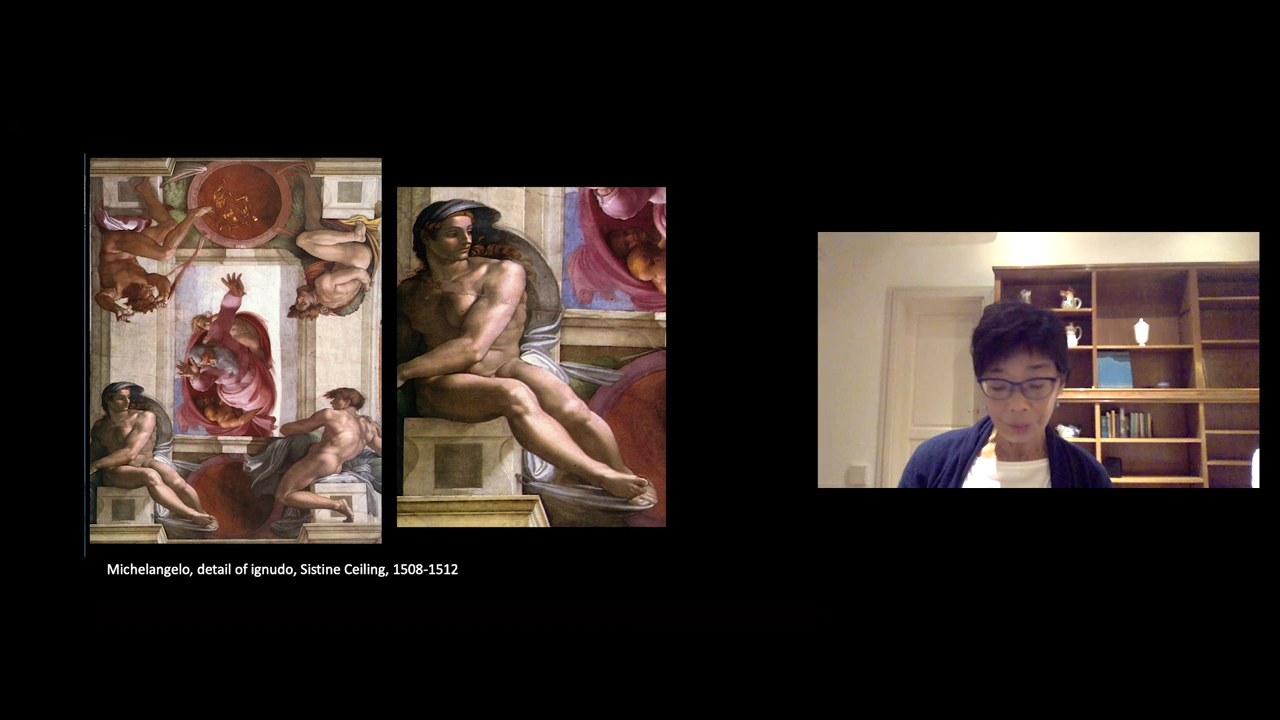 Michelangelo, detail of ignudo, Sistine Ceiling, 1508-1512